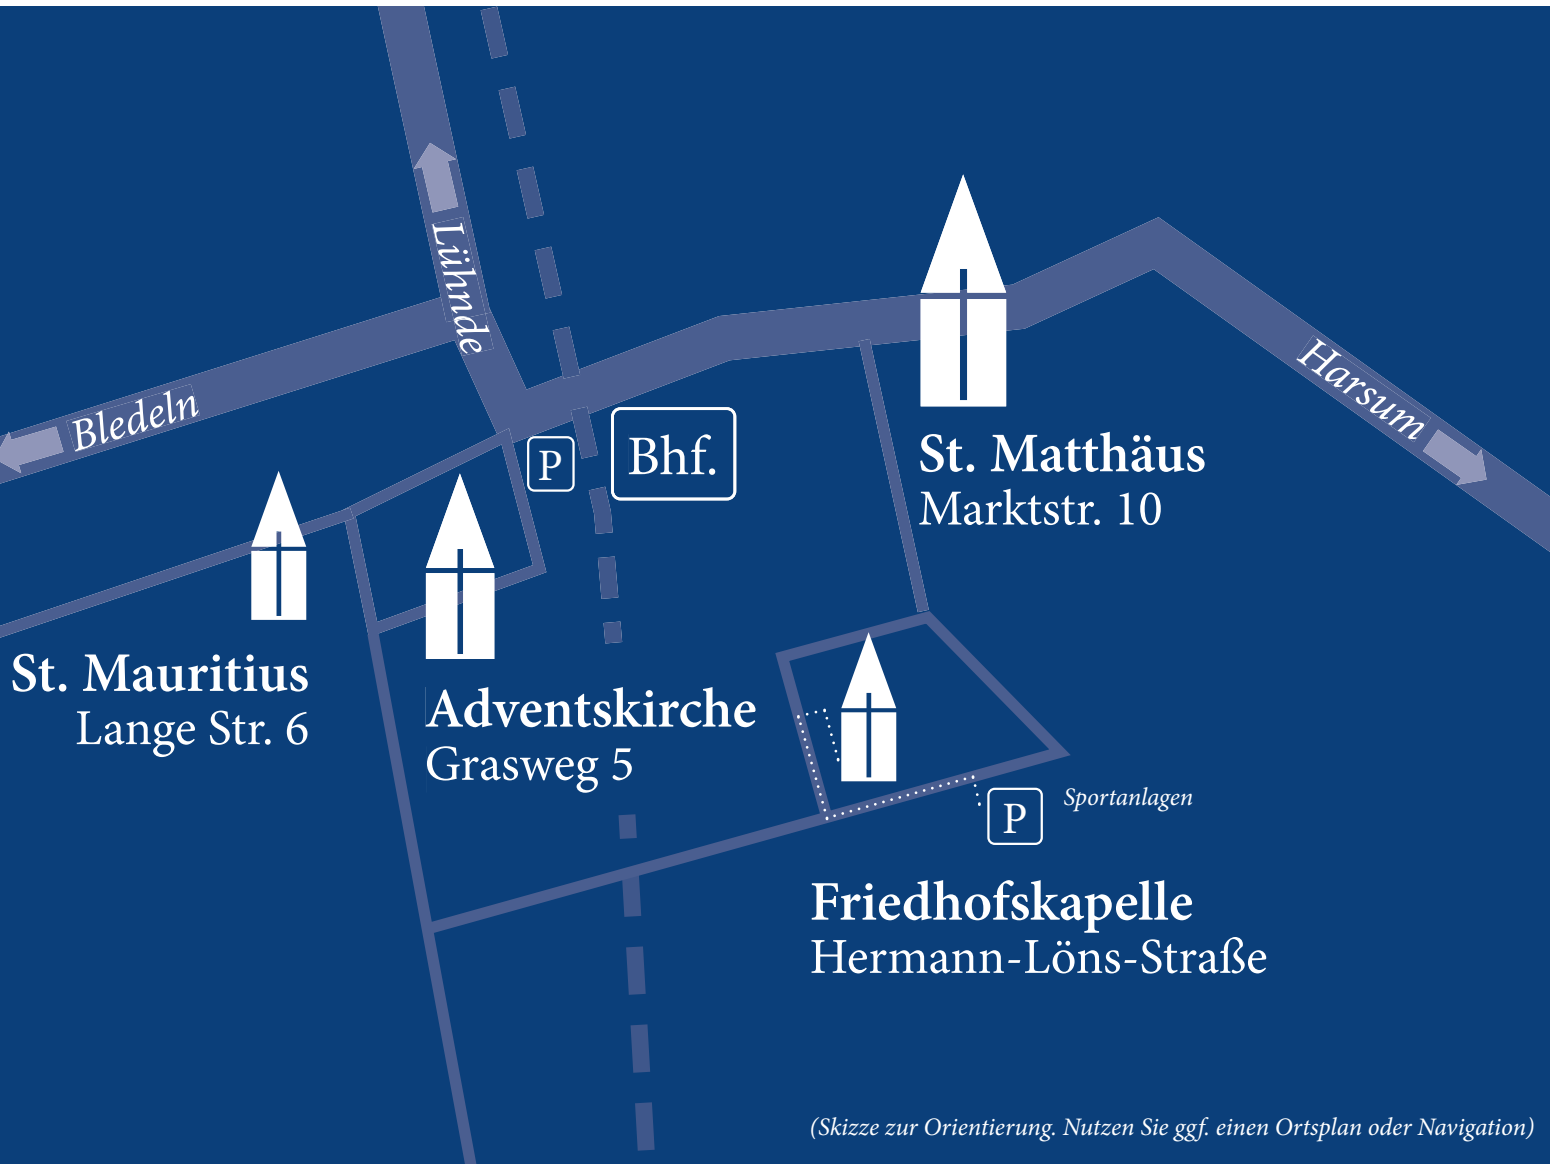 Lühnde
Bledeln
Harsum
P
Bhf.
St. Matthäus
Marktstr. 10
St. Mauritius
Lange Str. 6
Adventskirche
Grasweg 5
P
Sportanlagen
Friedhofskapelle
Hermann-Löns-Straße
(Skizze zur Orientierung. Nutzen Sie ggf. einen Ortsplan oder Navigation)